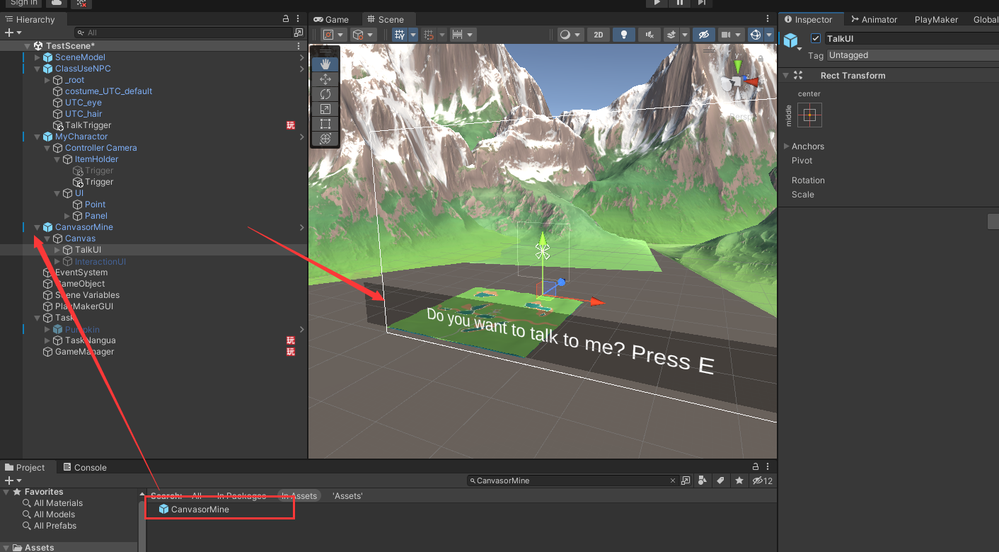 Sign in
Hierarchy
All
TestScene*
SceneModel
ClassUseNPC
_root
costume_UTC_default
UTC_eye
UTC_hair
TalkTrigger 玩
MyCharactor
Controller Camera
ItemHolder
Trigger
Trigger
UI
Point
Panel
CanvasorMine
Canvas
TalkUI
InteractionUI
EventSystem
GameObject
Scene Variables
PlayMakerGUI
Task
Pumpkin
TaskNangua 玩
GameManager 玩
Game Scene
2D
y
Persp
Do you want to talk to me? Press E
Inspector Animator PlayMaker Global
TalkUI
Tag Untagged
Rect Transform
center
middle
Anchors
Pivot
Rotation
Scale
Project Console
CanvasorMine 12
Favorites
All Materials
All Models
All Prefabs
Assets
Search: All In Packages In Assets 'Assets'
CanvasorMine